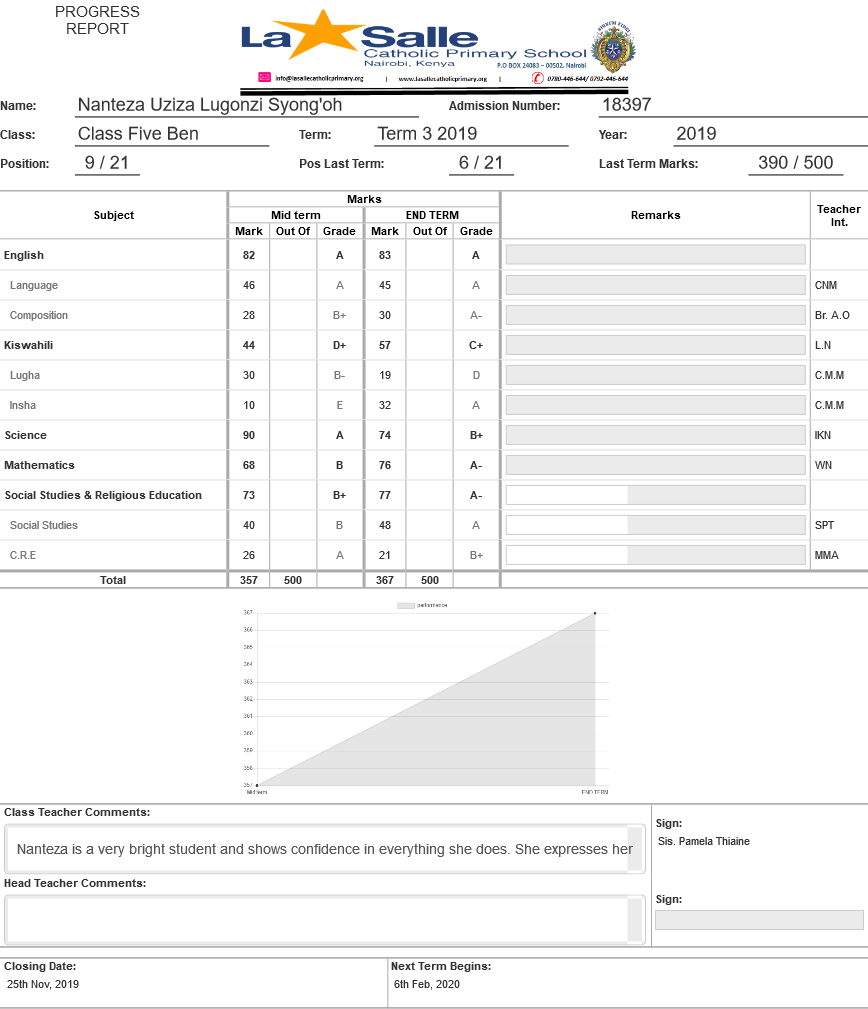 PROGRESS
REPORT
La Salle
Catholic Primary School
Nairobi, Kenya
P.O BOX 24083 – 00502, Nairobi
info@lasallecatholicprimary.org | www.lasallecatholicprimary.org | 0780-446-644/ 0792-446-644
Name: Nanteza Uziza Lugonzi Syong'oh Admission Number: 18397
Class: Class Five Ben Term: Term 3 2019 Year: 2019
Position: 9 / 21 Pos Last Term: 6 / 21 Last Term Marks: 390 / 500
Subject Marks Remarks Teacher Int.
Mid term END TERM
Mark Out Of Grade Mark Out Of Grade
English 82 A 83 A
Language 46 A 45 A CNM
Composition 28 B+ 30 A- Br. A.O
Kiswahili 44 D+ 57 C+ L.N
Lugha 30 B- 19 D C.M.M
Insha 10 E 32 A C.M.M
Science 90 A 74 B+ IKN
Mathematics 68 B 76 A- WN
Social Studies & Religious Education 73 B+ 77 A-
Social Studies 40 B 48 A SPT
C.R.E 26 A 21 B+ MMA
Total 357 500 367 500
performance
367
366
365
364
363
362
361
360
359
358
357
Mid term END TERM
Class Teacher Comments:
Sign:
Sis. Pamela Thiaine
Nanteza is a very bright student and shows confidence in everything she does. She expresses her
Head Teacher Comments:
Sign:
Closing Date: Next Term Begins:
25th Nov, 2019 6th Feb, 2020